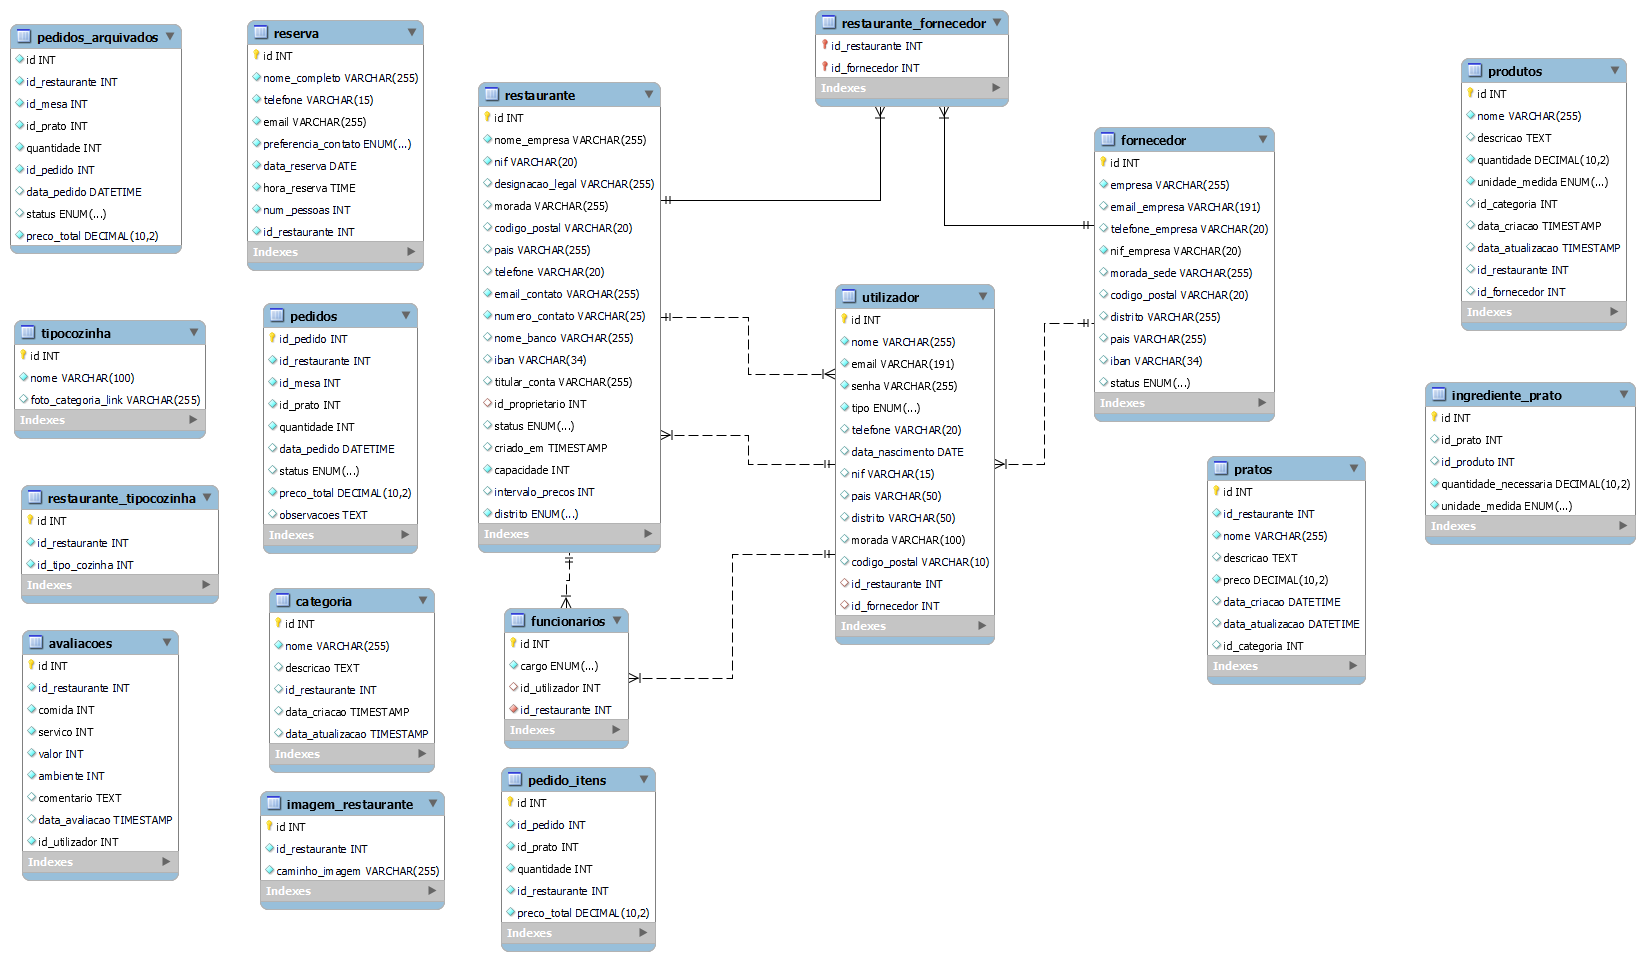 pedidos_arquivados
id INT
id_restaurante INT
id_mesa INT
id_prato INT
quantidade INT
id_pedido INT
data_pedido DATETIME
status ENUM(...)
preco_total DECIMAL(10,2)
reserva
id INT
nome_completo VARCHAR(255)
telefone VARCHAR(15)
email VARCHAR(255)
preferencia_contato ENUM(...)
data_reserva DATE
hora_reserva TIME
num_pessoas INT
id_restaurante INT
Indexes
restaurante
id INT
nome_empresa VARCHAR(255)
nif VARCHAR(20)
designacao_legal VARCHAR(255)
morada VARCHAR(255)
codigo_postal VARCHAR(20)
pais VARCHAR(255)
telefone VARCHAR(20)
email_contato VARCHAR(255)
numero_contato VARCHAR(25)
nome_banco VARCHAR(255)
iban VARCHAR(34)
titular_conta VARCHAR(255)
id_proprietario INT
status ENUM(...)
criado_em TIMESTAMP
capacidade INT
intervalo_precos INT
distrito ENUM(...)
Indexes
restaurante_fornecedor
id_restaurante INT
id_fornecedor INT
Indexes
fornecedor
id INT
empresa VARCHAR(255)
email_empresa VARCHAR(191)
telefone_empresa VARCHAR(20)
nif_empresa VARCHAR(20)
morada_sede VARCHAR(255)
codigo_postal VARCHAR(20)
distrito VARCHAR(255)
pais VARCHAR(255)
iban VARCHAR(34)
status ENUM(...)
Indexes
produtos
id INT
nome VARCHAR(255)
descricao TEXT
quantidade DECIMAL(10,2)
unidade_medida ENUM(...)
id_categoria INT
data_criacao TIMESTAMP
data_atualizacao TIMESTAMP
id_restaurante INT
id_fornecedor INT
Indexes
tipocozinha
id INT
nome VARCHAR(100)
foto_categoria_link VARCHAR(255)
Indexes
pedidos
id_pedido INT
id_restaurante INT
id_mesa INT
id_prato INT
quantidade INT
data_pedido DATETIME
status ENUM(...)
preco_total DECIMAL(10,2)
observacoes TEXT
Indexes
utilizador
id INT
nome VARCHAR(255)
email VARCHAR(191)
senha VARCHAR(255)
tipo ENUM(...)
telefone VARCHAR(20)
data_nascimento DATE
nif VARCHAR(15)
pais VARCHAR(50)
distrito VARCHAR(50)
morada VARCHAR(100)
codigo_postal VARCHAR(10)
id_restaurante INT
id_fornecedor INT
Indexes
ingrediente_prato
id INT
id_prato INT
id_produto INT
quantidade_necessaria DECIMAL(10,2)
unidade_medida ENUM(...)
Indexes
pratos
id INT
id_restaurante INT
nome VARCHAR(255)
descricao TEXT
preco DECIMAL(10,2)
data_criacao DATETIME
data_atualizacao DATETIME
id_categoria INT
Indexes
restaurante_tipocozinha
id INT
id_restaurante INT
id_tipo_cozinha INT
Indexes
avaliacoes
id INT
id_restaurante INT
comida INT
servico INT
valor INT
ambiente INT
comentario TEXT
data_avaliacao TIMESTAMP
id_utilizador INT
Indexes
categoria
id INT
nome VARCHAR(255)
descricao TEXT
id_restaurante INT
data_criacao TIMESTAMP
data_atualizacao TIMESTAMP
Indexes
funcionarios
id INT
cargo ENUM(...)
id_utilizador INT
id_restaurante INT
Indexes
imagem_restaurante
id INT
id_restaurante INT
caminho_imagem VARCHAR(255)
Indexes
pedido_itens
id INT
id_pedido INT
id_prato INT
quantidade INT
id_restaurante INT
preco_total DECIMAL(10,2)
Indexes